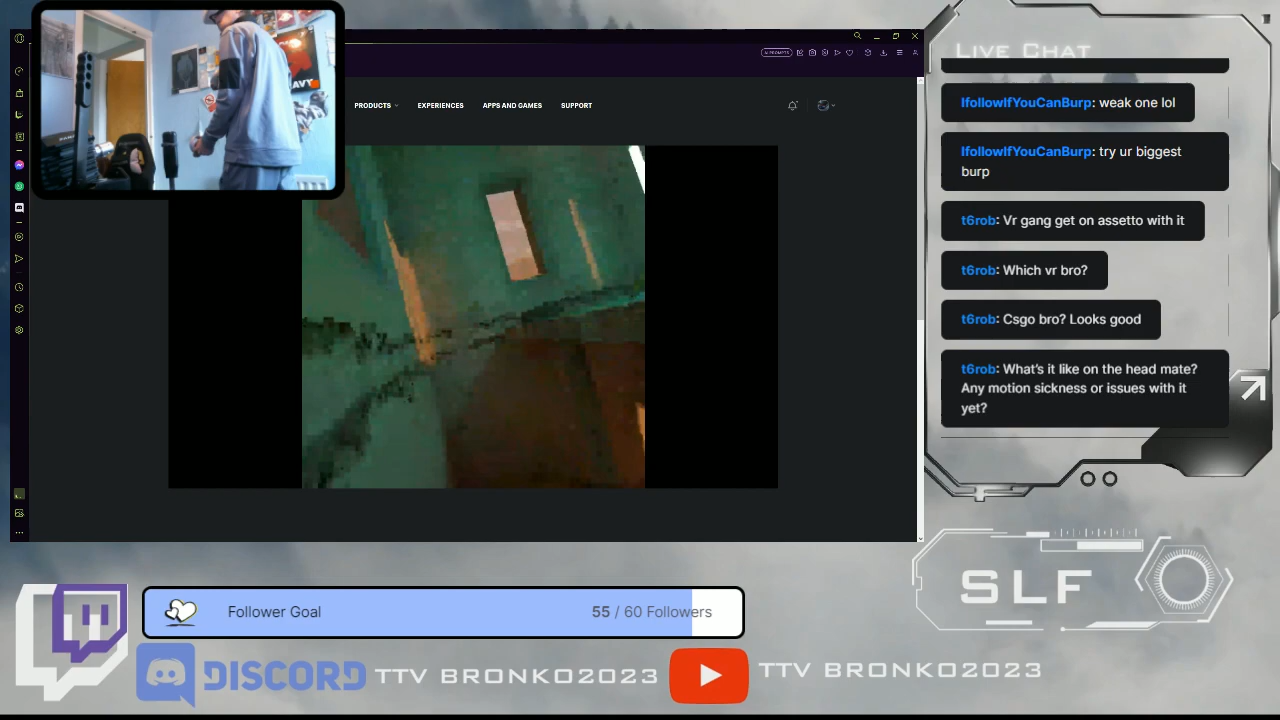 AI PROMPTS
PRODUCTS
EXPERIENCES
APPS AND GAMES
SUPPORT
LIVE CHAT
IfollowIfYouCanBurp: weak one lol
IfollowIfYouCanBurp: try ur biggest
burp
t6rob: Vr gang get on assetto with it
t6rob: Which vr bro?
t6rob: Csgo bro? Looks good
t6rob: What's it like on the head mate?
Any motion sickness or issues with it
yet?
SLF
Follower Goal
55 / 60 Followers
DISCORD
TTV BRONKO2023
TTV BRONKO2023